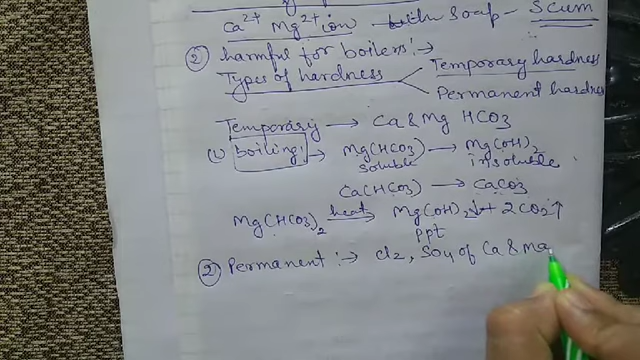 Ca²⁺ Mg²⁺ ion - with Soap - Scum
② harmful for boilers :→
Types of hardness
Temporary hardness
Permanent hardness
Temporary → Ca & Mg HCO3
(1) boiling! → Mg(HCO3) → Mg(OH)2
soluble insoluble
Ca(HCO3) → CaCO3
Mg(HCO3)2 heat→ Mg(OH)2↓ + 2CO2↑
ppt
② Permanent :→ Cl2, SO4 of Ca & Mg